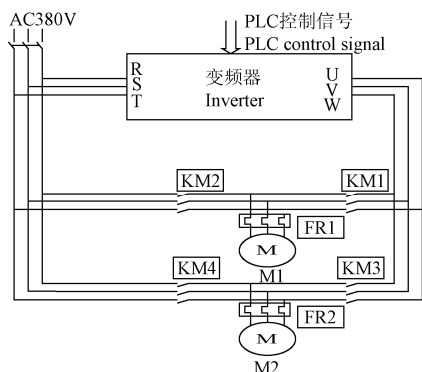 AC380V
PLC控制信号
PLC control signal
R
S
T
变频器
Inverter
U
V
W
KM2
KM1
FR1
M
M1
KM4
KM3
FR2
M
M2